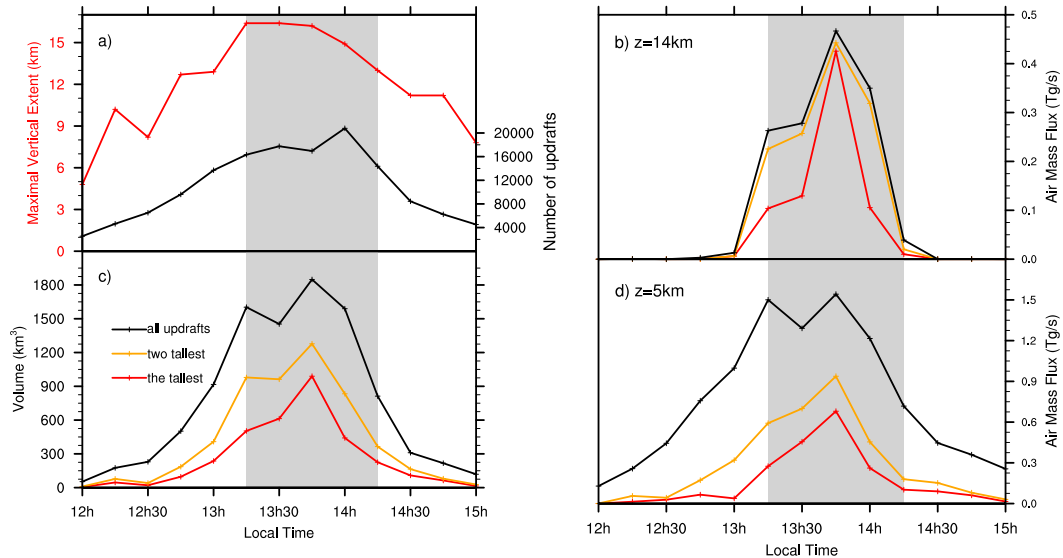 a)
Maximal Vertical Extent (km)
15
12
9
6
3
0
20000
16000
12000
8000
4000
Number of updrafts
b) z=14km
0.5
0.4
0.3
0.2
0.1
0.0
Air Mass Flux (Tg/s)
c)
Volume (km³)
1800
1500
1200
900
600
300
0
all updrafts
two tallest
the tallest
12h 12h30 13h 13h30 14h 14h30 15h
Local Time
d) z=5km
1.5
1.2
0.9
0.6
0.3
0.0
Air Mass Flux (Tg/s)
12h 12h30 13h 13h30 14h 14h30 15h
Local Time